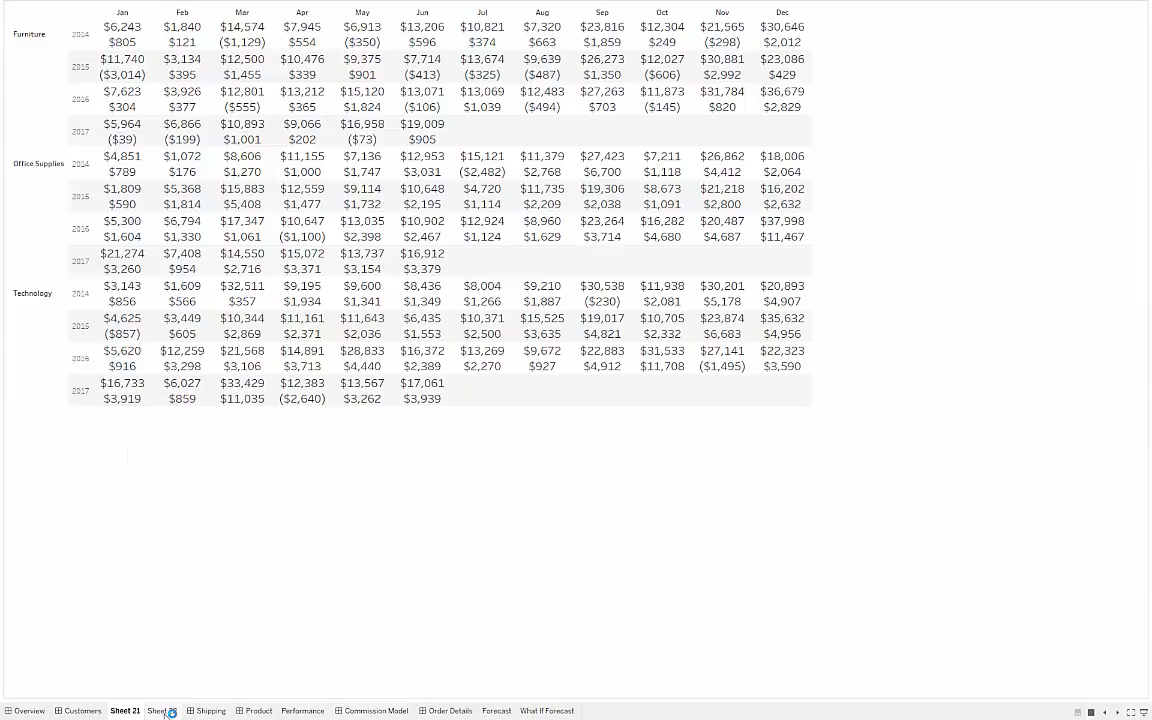 Jan Feb Mar Apr May Jun Jul Aug Sep Oct Nov Dec
Furniture 2014 $6,243 $1,840 $14,574 $7,945 $6,913 $13,206 $10,821 $7,320 $23,816 $12,304 $21,565 $30,646
$805 $121 ($1,129) $554 ($350) $596 $374 $663 $1,859 $249 ($298) $2,012
2015 $11,740 $3,134 $12,500 $10,476 $9,375 $7,714 $13,674 $9,639 $26,273 $12,027 $30,881 $23,086
($3,014) $395 $1,455 $339 $901 ($413) ($325) ($487) $1,350 ($606) $2,992 $429
2016 $7,623 $3,926 $12,801 $13,212 $15,120 $13,071 $13,069 $12,483 $27,263 $11,873 $31,784 $36,679
$304 $377 ($555) $365 $1,824 ($106) $1,039 ($494) $703 ($145) $820 $2,829
2017 $5,964 $6,866 $10,893 $9,066 $16,958 $19,009
($39) ($199) $1,001 $202 ($73) $905
Office Supplies 2014 $4,851 $1,072 $8,606 $11,155 $7,136 $12,953 $15,121 $11,379 $27,423 $7,211 $26,862 $18,006
$789 $176 $1,270 $1,000 $1,747 $3,031 ($2,482) $2,768 $6,700 $1,118 $4,412 $2,064
2015 $1,809 $5,368 $15,883 $12,559 $9,114 $10,648 $4,720 $11,735 $19,306 $8,673 $21,218 $16,202
$590 $1,814 $5,408 $1,477 $1,732 $2,195 $1,114 $2,209 $2,038 $1,091 $2,800 $2,632
2016 $5,300 $6,794 $17,347 $10,647 $13,035 $10,902 $12,924 $8,960 $23,264 $16,282 $20,487 $37,998
$1,604 $1,330 $1,061 ($1,100) $2,398 $2,467 $1,124 $1,629 $3,714 $4,680 $4,687 $11,467
2017 $21,274 $7,408 $14,550 $15,072 $13,737 $16,912
$3,260 $954 $2,716 $3,371 $3,154 $3,379
Technology 2014 $3,143 $1,609 $32,511 $9,195 $9,600 $8,436 $8,004 $9,210 $30,538 $11,938 $30,201 $20,893
$856 $566 $357 $1,934 $1,341 $1,349 $1,266 $1,887 ($230) $2,081 $5,178 $4,907
2015 $4,625 $3,449 $10,344 $11,161 $11,643 $6,435 $10,371 $15,525 $19,017 $10,705 $23,874 $35,632
($857) $605 $2,869 $2,371 $2,036 $1,553 $2,500 $3,635 $4,821 $2,332 $6,683 $4,956
2016 $5,620 $12,259 $21,568 $14,891 $28,833 $16,372 $13,269 $9,672 $22,883 $31,533 $27,141 $22,323
$916 $3,298 $3,106 $3,713 $4,440 $2,389 $2,270 $927 $4,912 $11,708 ($1,495) $3,590
2017 $16,733 $6,027 $33,429 $12,383 $13,567 $17,061
$3,919 $859 $11,035 ($2,640) $3,262 $3,939
Overview Customers Sheet 21 Shipping Product Performance Commission Model Order Details Forecast What If Forecast